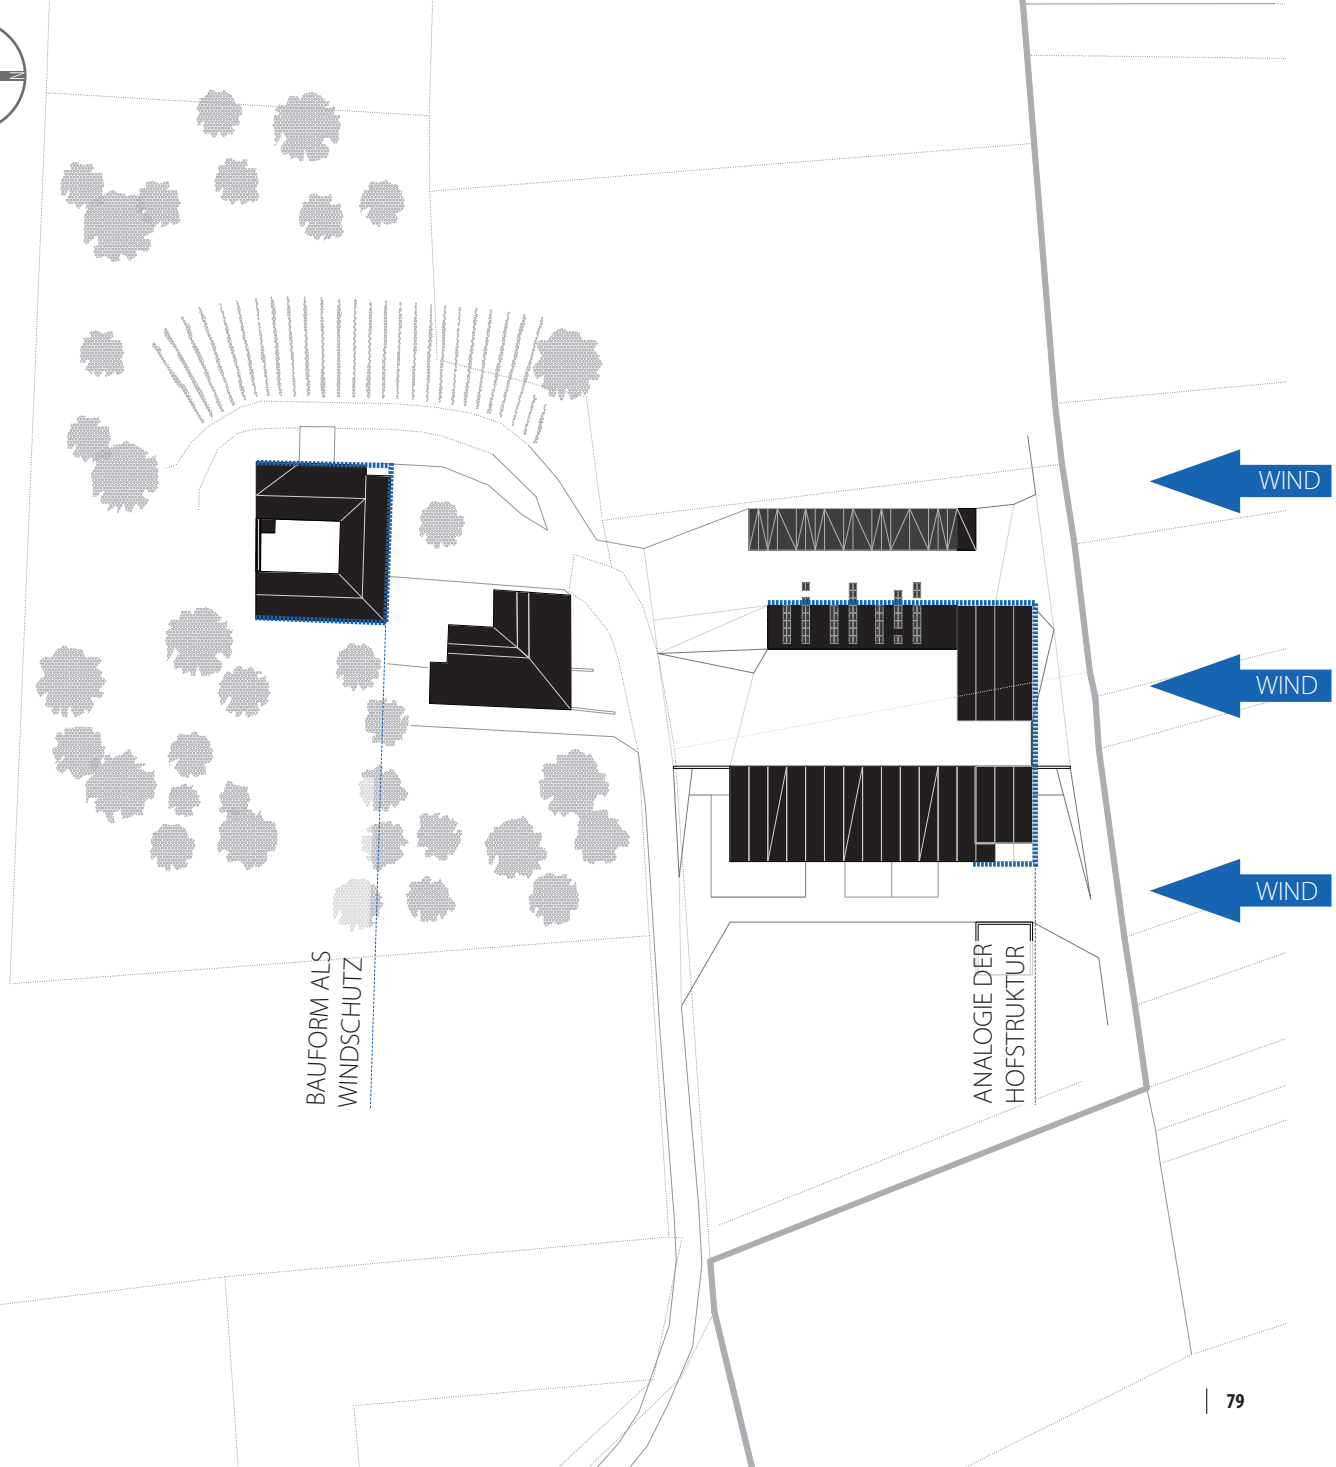 N
WIND
WIND
WIND
BAUFORM ALS
WINDSCHUTZ
ANALOGIE DER
HOFSTRUKTUR
79